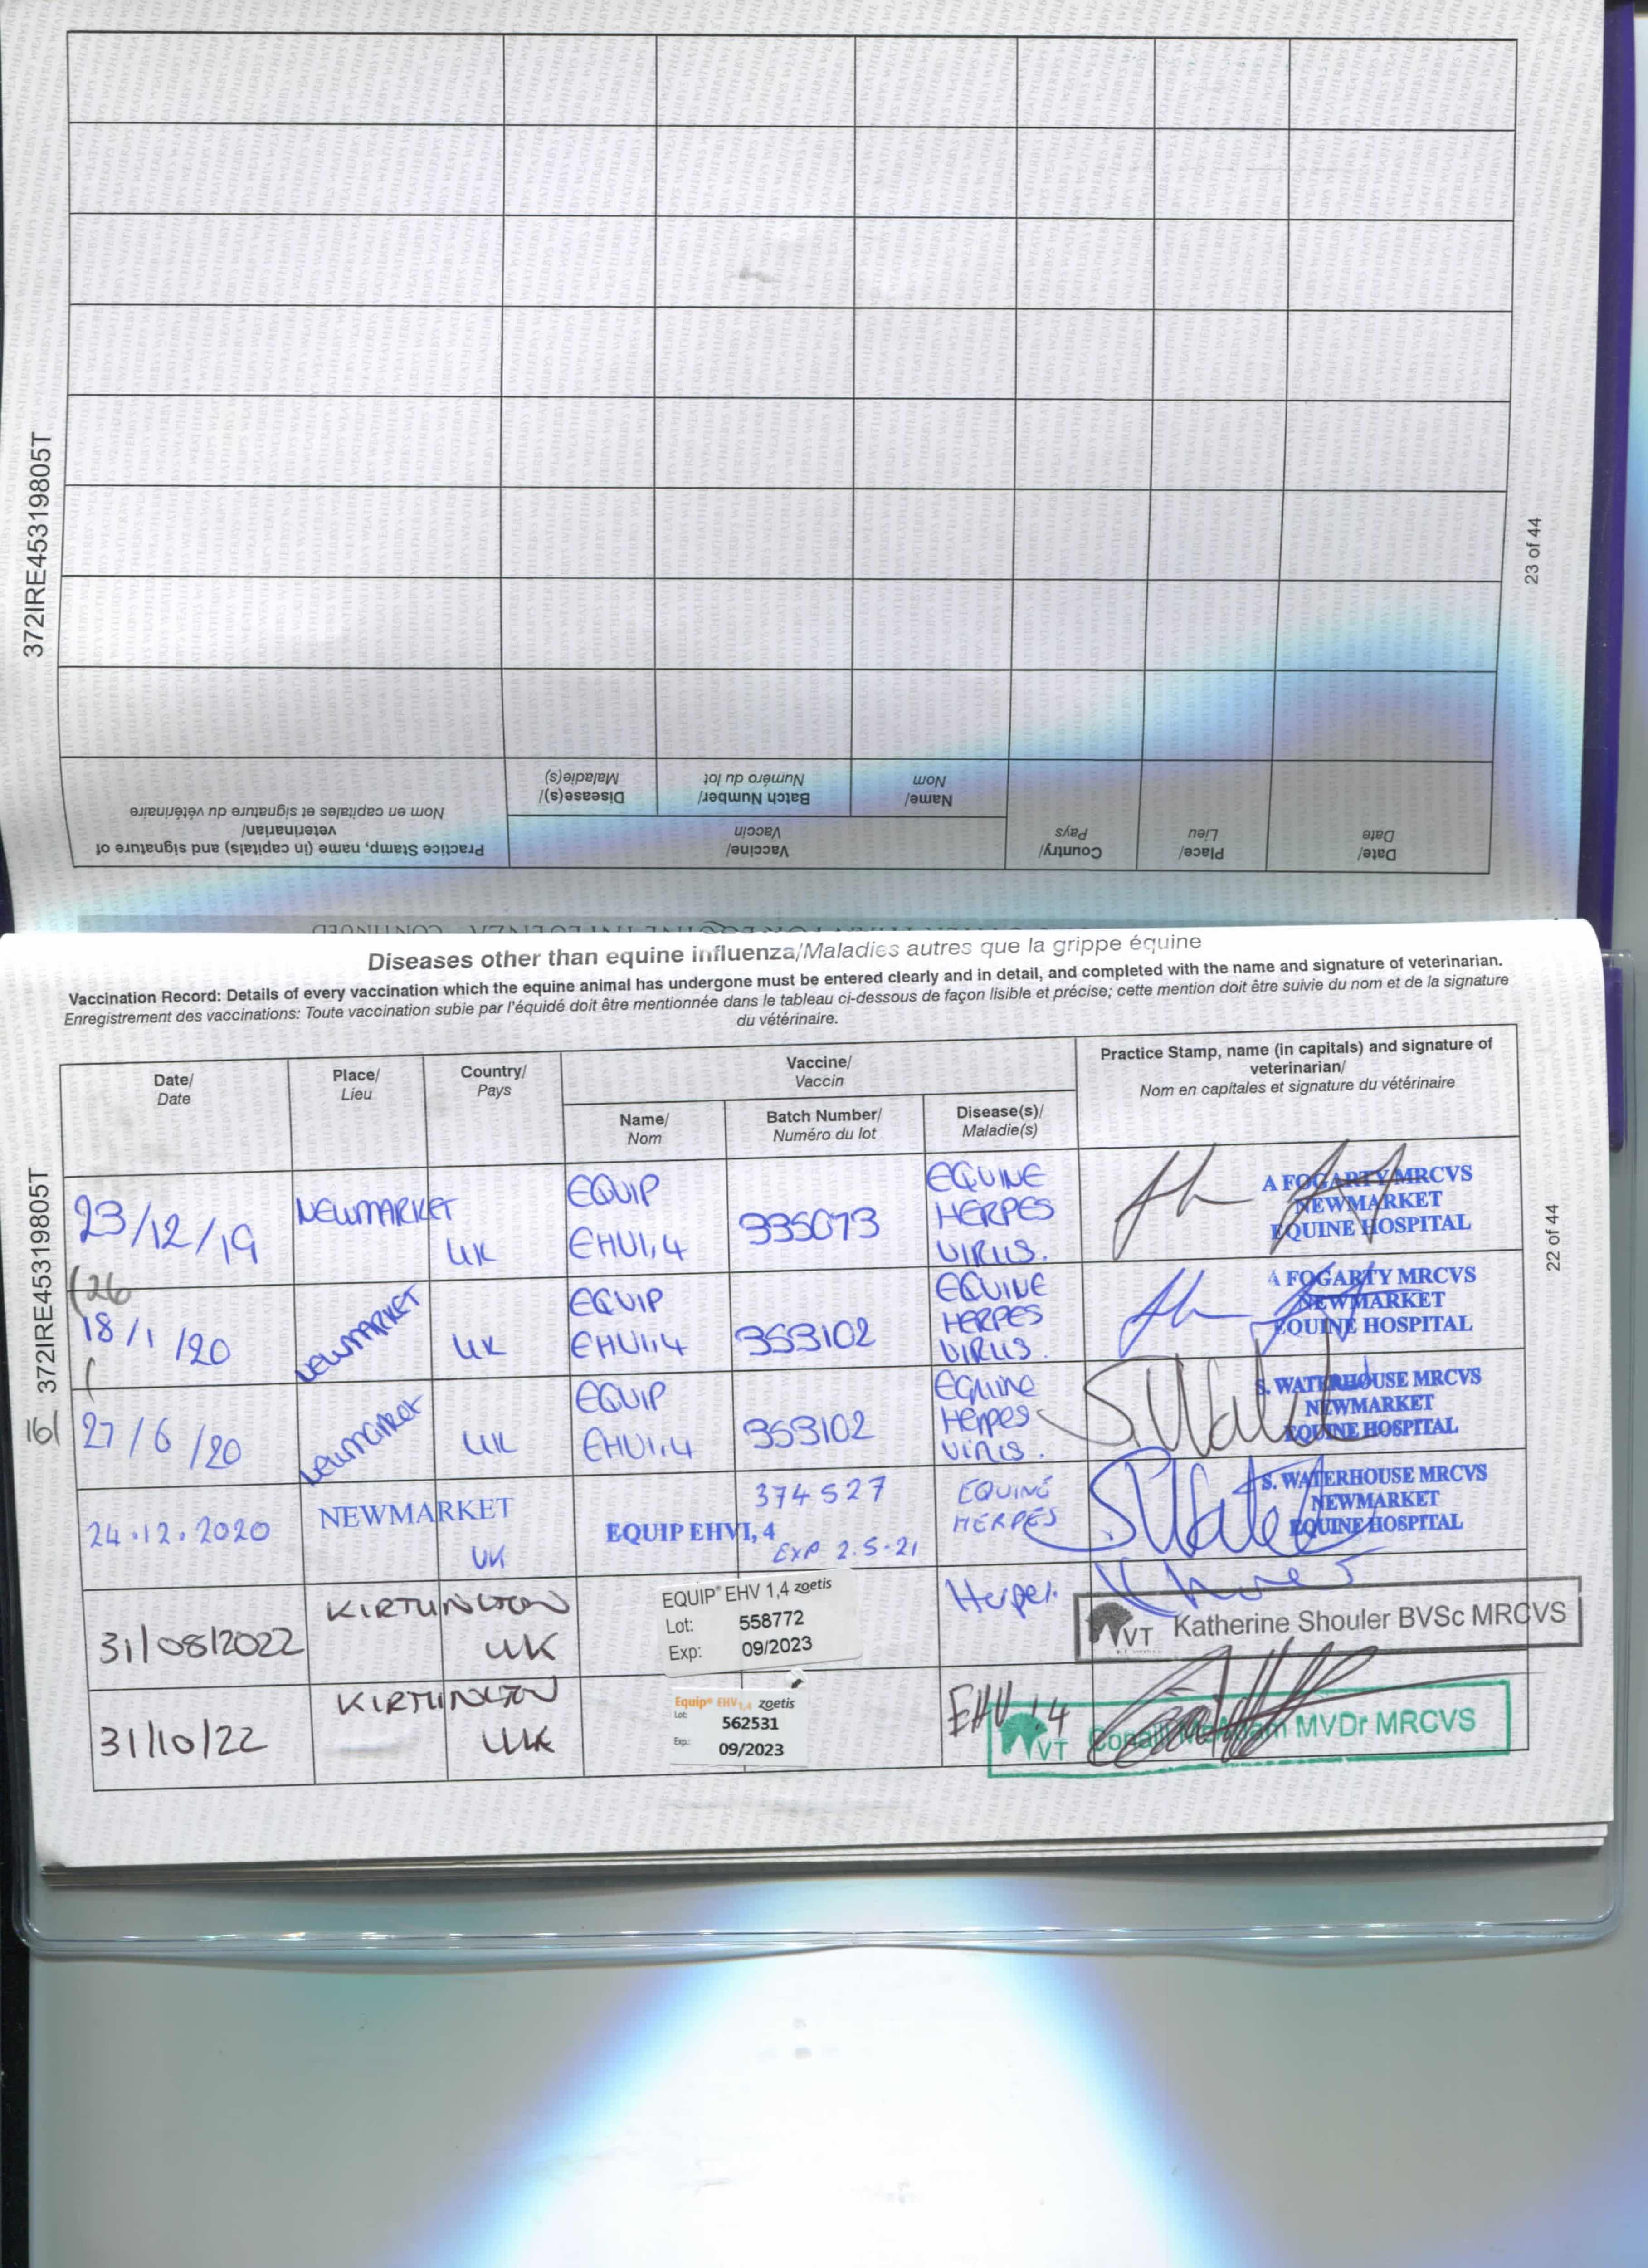 372IRE45319805T
23 of 44
Practice Stamp, name (in capitals) and signature of veterinarian/
Nom en capitales et signature du vétérinaire
Vaccine/
Vaccin
Disease(s)/
Maladie(s)
Batch Number/
Numéro du lot
Name/
Nom
Country/
Pays
Place/
Lieu
Date/
Date
Diseases other than equine influenza/Maladies autres que la grippe équine
Vaccination Record: Details of every vaccination which the equine animal has undergone must be entered clearly and in detail, and completed with the name and signature of veterinarian.
Enregistrement des vaccinations: Toute vaccination subie par l'équidé doit être mentionnée dans le tableau ci-dessous de façon lisible et précise; cette mention doit être suivie du nom et de la signature
du vétérinaire.
Date/
Date
Place/
Lieu
Country/
Pays
Vaccine/
Vaccin
Name/
Nom
Batch Number/
Numéro du lot
Disease(s)/
Maladie(s)
Practice Stamp, name (in capitals) and signature of
veterinarian/
Nom en capitales et signature du vétérinaire
372IRE45319805T
22 of 44
161
23/12/19
NEWMARKET
UK
EQUIP
EHV1,4
335073
EQUINE
HERPES
VIRUS.
A FOGARTY MRCVS
NEWMARKET
EQUINE HOSPITAL
(26
18/1/20
NEWMARKET
UK
EQUIP
EHV1,4
353102
EQUINE
HERPES
VIRUS.
A FOGARTY MRCVS
NEWMARKET
EQUINE HOSPITAL
27/6/20
NEWMARKET
UK
EQUIP
EHV1,4
353102
Equine
Herpes
Virus.
S. WATERHOUSE MRCVS
NEWMARKET
EQUINE HOSPITAL
24.12.2020
NEWMARKET
UK
EQUIP EHV1, 4
374527
EXP 2.5.21
EQUINE
HERPES
S. WATERHOUSE MRCVS
NEWMARKET
EQUINE HOSPITAL
31/08/2022
KIRTLINGTON
UK
EQUIP® EHV 1,4 zoetis
Lot: 558772
Exp: 09/2023
Herpes.
VT Katherine Shouler BVSc MRCVS
31/10/22
KIRTLINGTON
UK
Equip® EHV 1,4 zoetis
Lot: 562531
Exp.: 09/2023
EHV 1,4
VT MVDr MRCVS